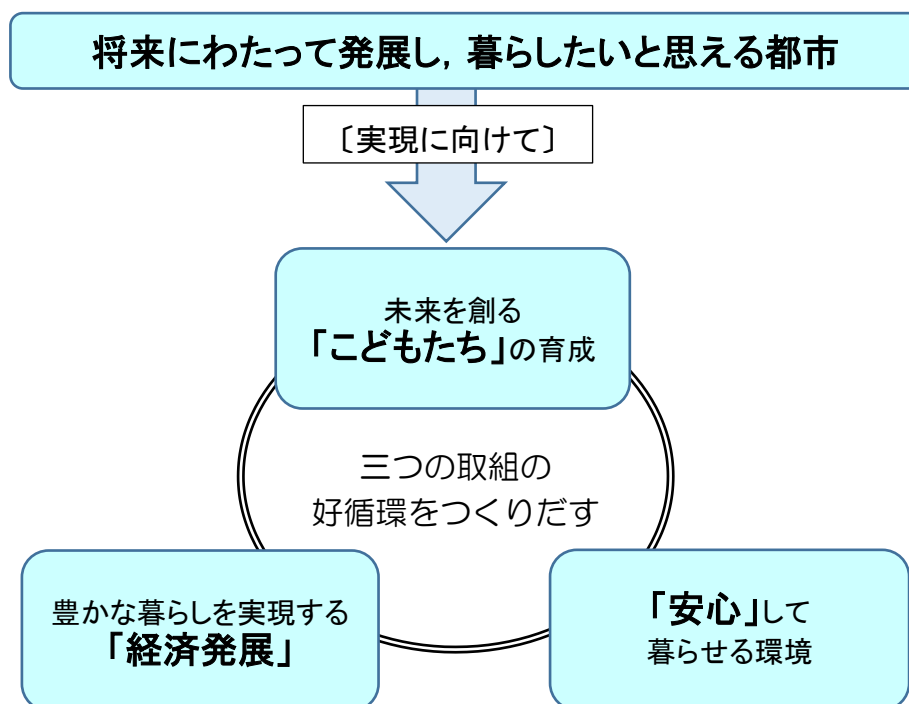 将来にわたって発展し，暮らしたいと思える都市
〔実現に向けて〕
未来を創る
「こどもたち」の育成
三つの取組の
好循環をつくりだす
豊かな暮らしを実現する
「経済発展」
「安心」して
暮らせる環境